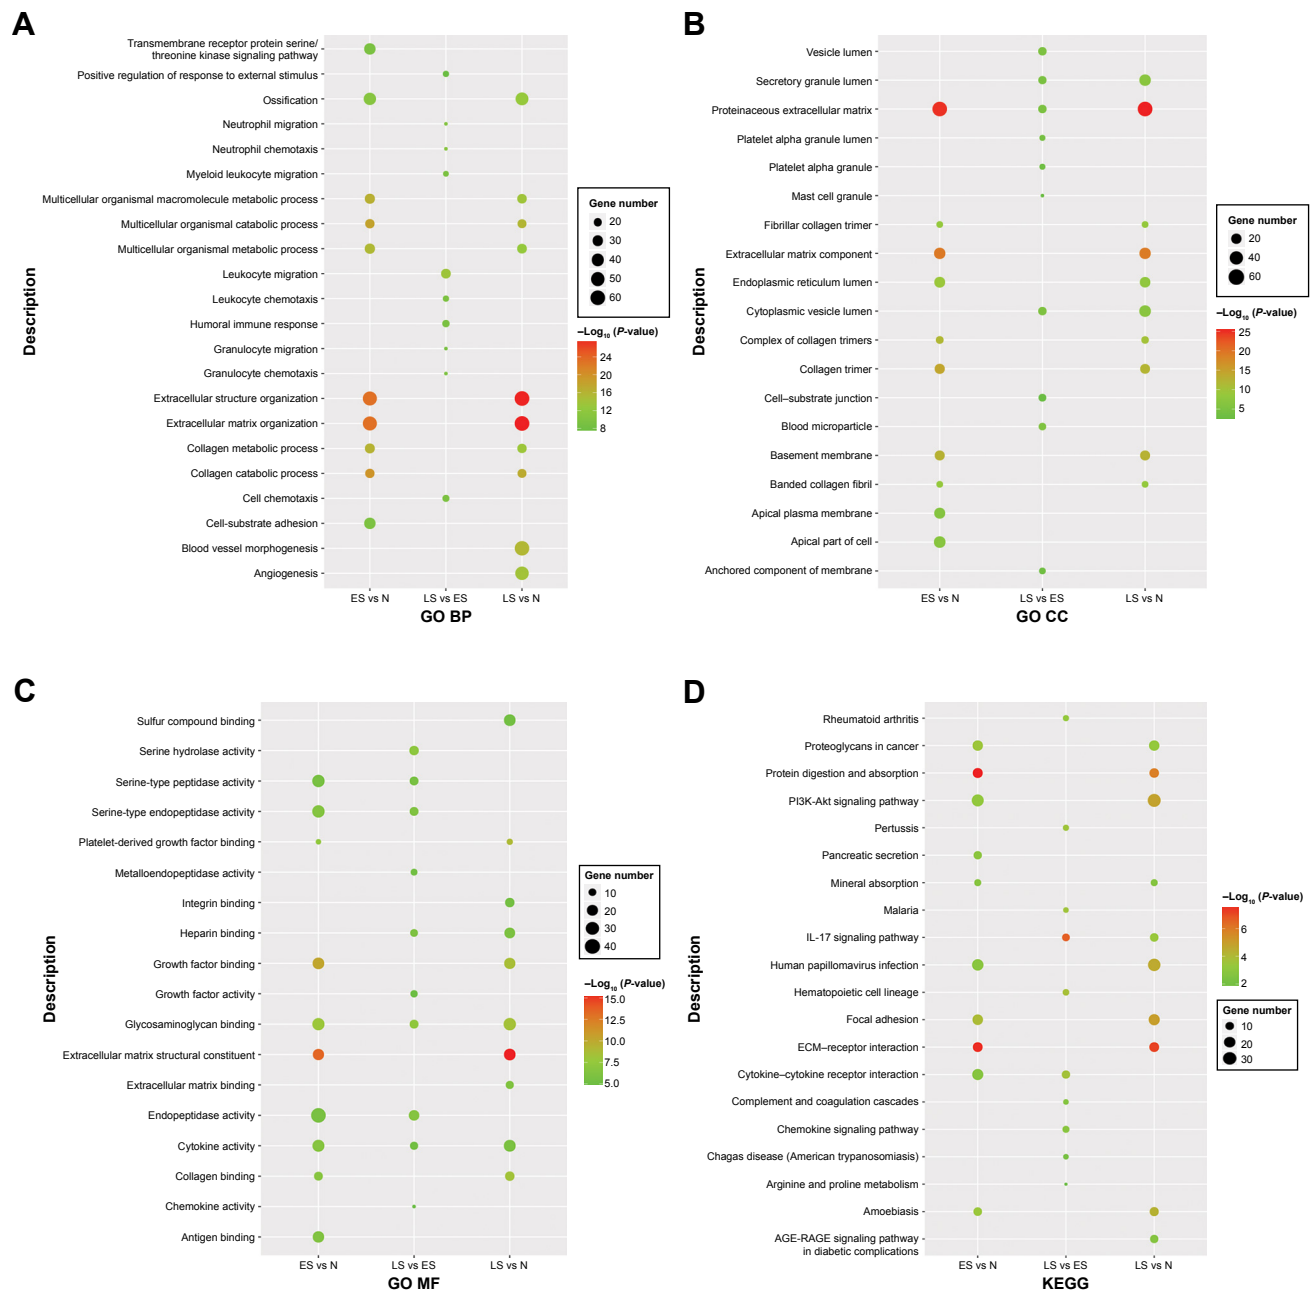 A
Transmembrane receptor protein serine/
threonine kinase signaling pathway
Positive regulation of response to external stimulus
Ossification
Neutrophil migration
Neutrophil chemotaxis
Myeloid leukocyte migration
Multicellular organismal macromolecule metabolic process
Multicellular organismal catabolic process
Multicellular organismal metabolic process
Leukocyte migration
Leukocyte chemotaxis
Humoral immune response
Granulocyte migration
Granulocyte chemotaxis
Extracellular structure organization
Extracellular matrix organization
Collagen metabolic process
Collagen catabolic process
Cell chemotaxis
Cell-substrate adhesion
Blood vessel morphogenesis
Angiogenesis
Description
ES vs N LS vs ES LS vs N
GO BP
Gene number
20
30
40
50
60
–Log10 (P-value)
24
20
16
12
8
B
Vesicle lumen
Secretory granule lumen
Proteinaceous extracellular matrix
Platelet alpha granule lumen
Platelet alpha granule
Mast cell granule
Fibrillar collagen trimer
Extracellular matrix component
Endoplasmic reticulum lumen
Cytoplasmic vesicle lumen
Complex of collagen trimers
Collagen trimer
Cell–substrate junction
Blood microparticle
Basement membrane
Banded collagen fibril
Apical plasma membrane
Apical part of cell
Anchored component of membrane
Description
ES vs N LS vs ES LS vs N
GO CC
Gene number
20
40
60
–Log10 (P-value)
25
20
15
10
5
C
Sulfur compound binding
Serine hydrolase activity
Serine-type peptidase activity
Serine-type endopeptidase activity
Platelet-derived growth factor binding
Metalloendopeptidase activity
Integrin binding
Heparin binding
Growth factor binding
Growth factor activity
Glycosaminoglycan binding
Extracellular matrix structural constituent
Extracellular matrix binding
Endopeptidase activity
Cytokine activity
Collagen binding
Chemokine activity
Antigen binding
Description
ES vs N LS vs ES LS vs N
GO MF
Gene number
10
20
30
40
–Log10 (P-value)
15.0
12.5
10.0
7.5
5.0
D
Rheumatoid arthritis
Proteoglycans in cancer
Protein digestion and absorption
PI3K-Akt signaling pathway
Pertussis
Pancreatic secretion
Mineral absorption
Malaria
IL-17 signaling pathway
Human papillomavirus infection
Hematopoietic cell lineage
Focal adhesion
ECM–receptor interaction
Cytokine–cytokine receptor interaction
Complement and coagulation cascades
Chemokine signaling pathway
Chagas disease (American trypanosomiasis)
Arginine and proline metabolism
Amoebiasis
AGE-RAGE signaling pathway
in diabetic complications
Description
ES vs N LS vs ES LS vs N
KEGG
–Log10 (P-value)
6
4
2
Gene number
10
20
30